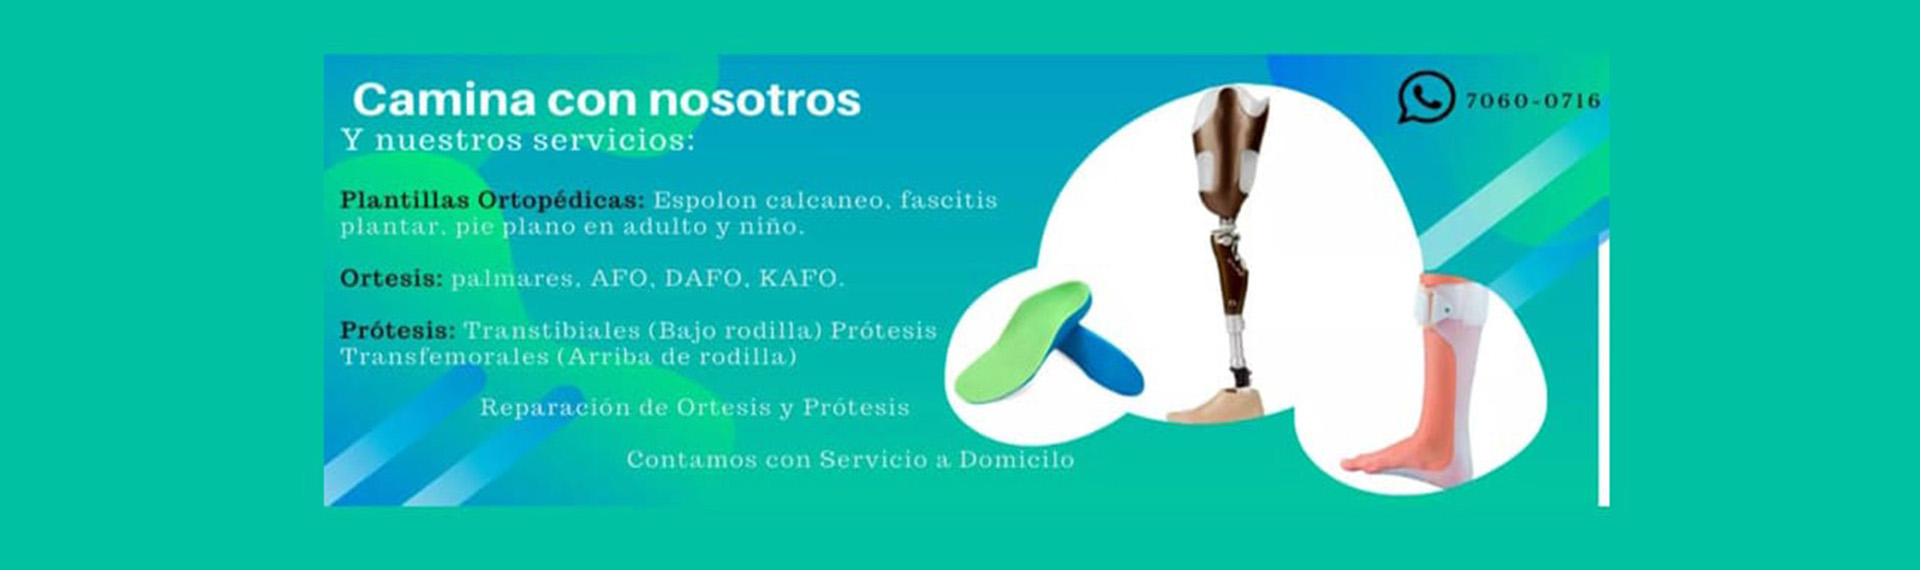 Camina con nosotros
7060-0716
Y nuestros servicios:
Plantillas Ortopédicas: Espolon calcaneo, fascitis
plantar, pie plano en adulto y niño.
Ortesis: palmares, AFO, DAFO, KAFO.
Prótesis: Transtibiales (Bajo rodilla) Prótesis
Transfemorales (Arriba de rodilla)
Reparación de Ortesis y Prótesis
Contamos con Servicio a Domicilo